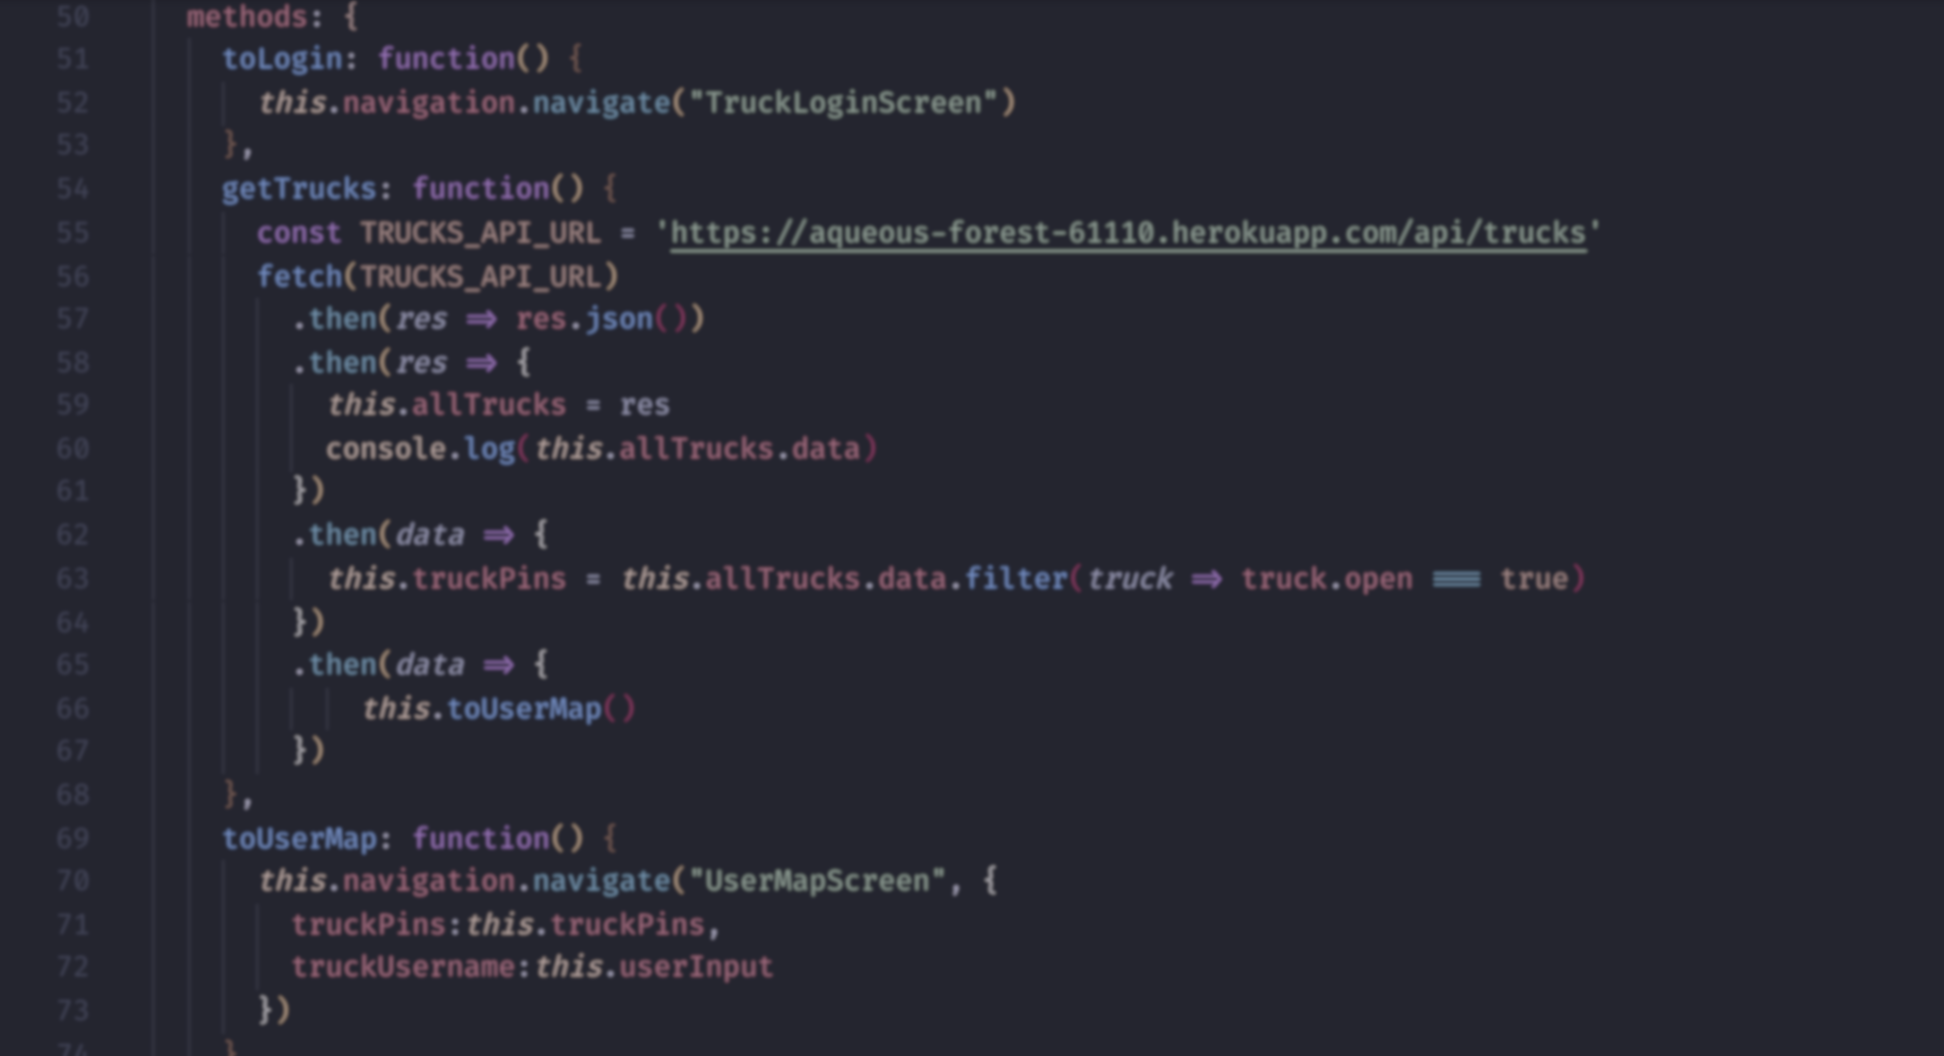 50 methods: {
51 toLogin: function() {
52 this.navigation.navigate("TruckLoginScreen")
53 },
54 getTrucks: function() {
55 const TRUCKS_API_URL = 'https://aqueous-forest-61110.herokuapp.com/api/trucks'
56 fetch(TRUCKS_API_URL)
57 .then(res => res.json())
58 .then(res => {
59 this.allTrucks = res
60 console.log(this.allTrucks.data)
61 })
62 .then(data => {
63 this.truckPins = this.allTrucks.data.filter(truck => truck.open === true)
64 })
65 .then(data => {
66 this.toUserMap()
67 })
68 },
69 toUserMap: function() {
70 this.navigation.navigate("UserMapScreen", {
71 truckPins:this.truckPins,
72 truckUsername:this.userInput
73 })
74 }